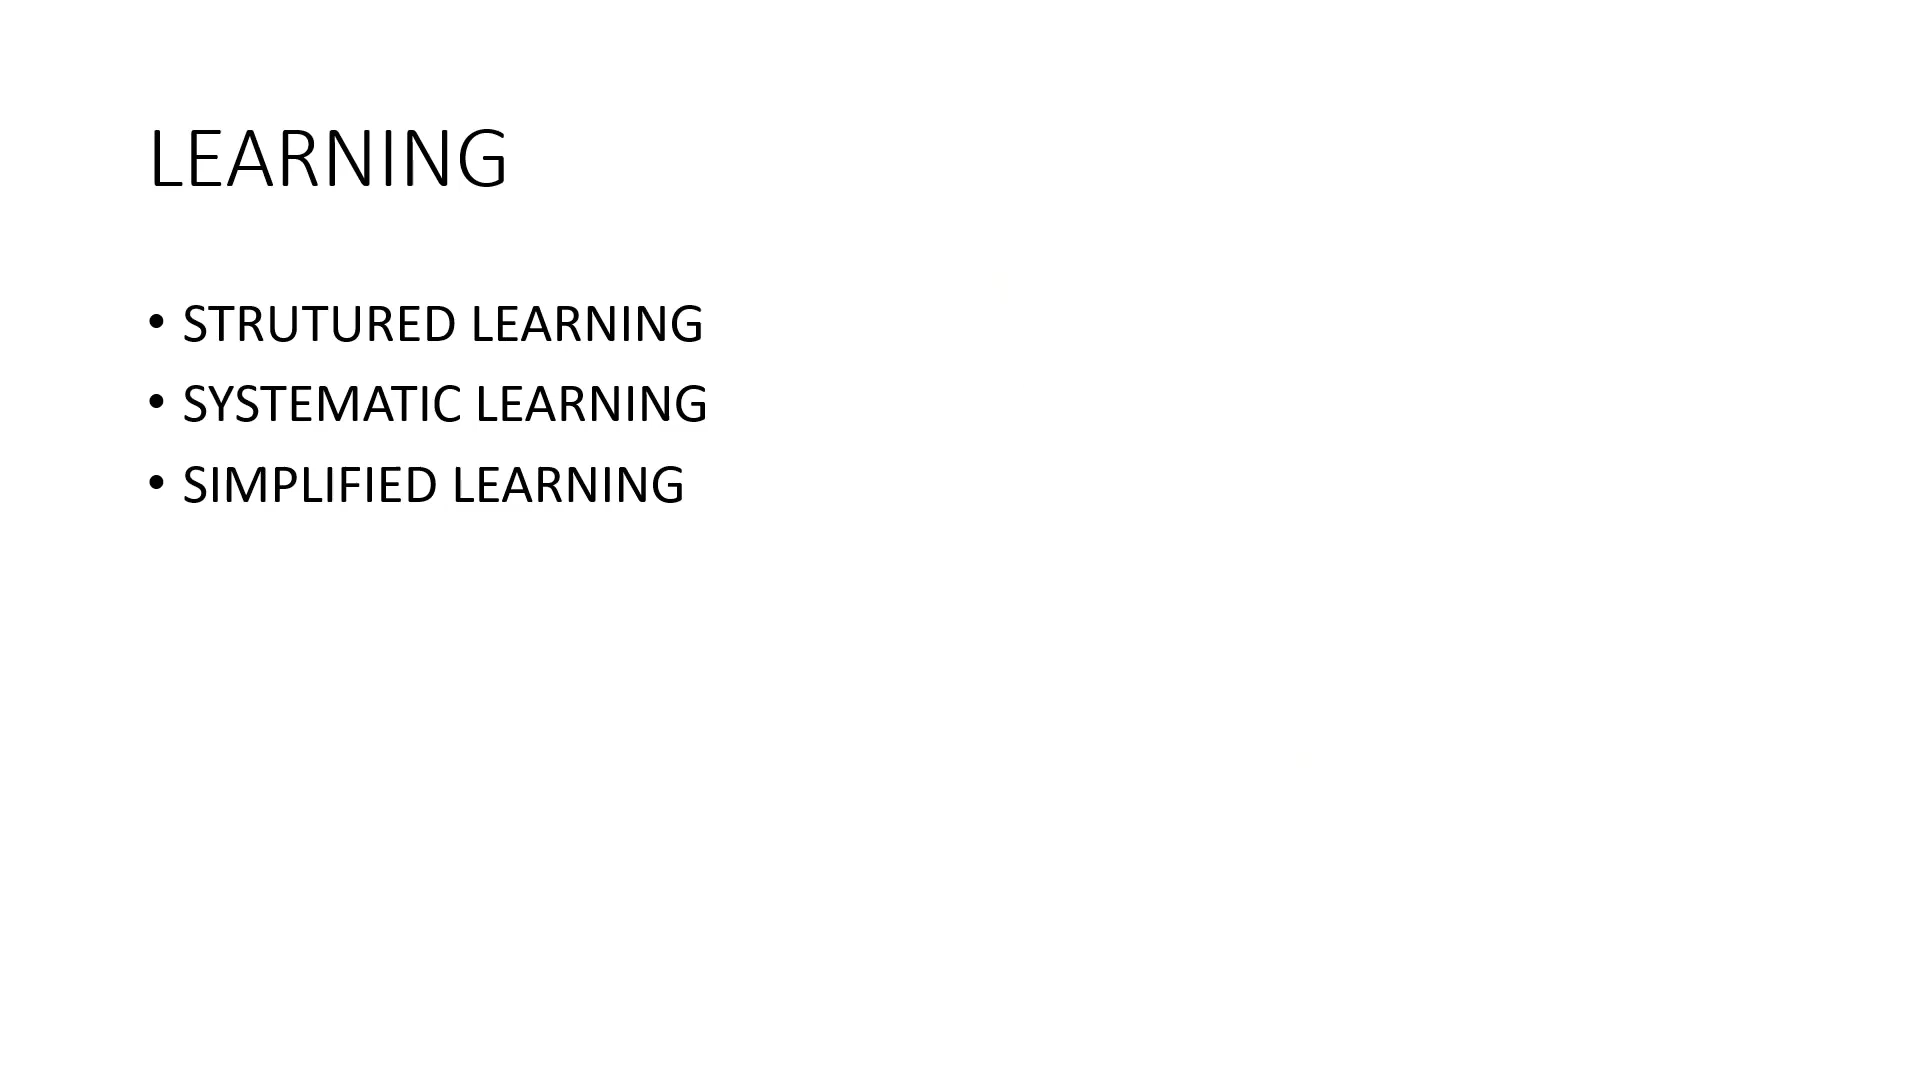 LEARNING
• STRUTURED LEARNING
• SYSTEMATIC LEARNING
• SIMPLIFIED LEARNING